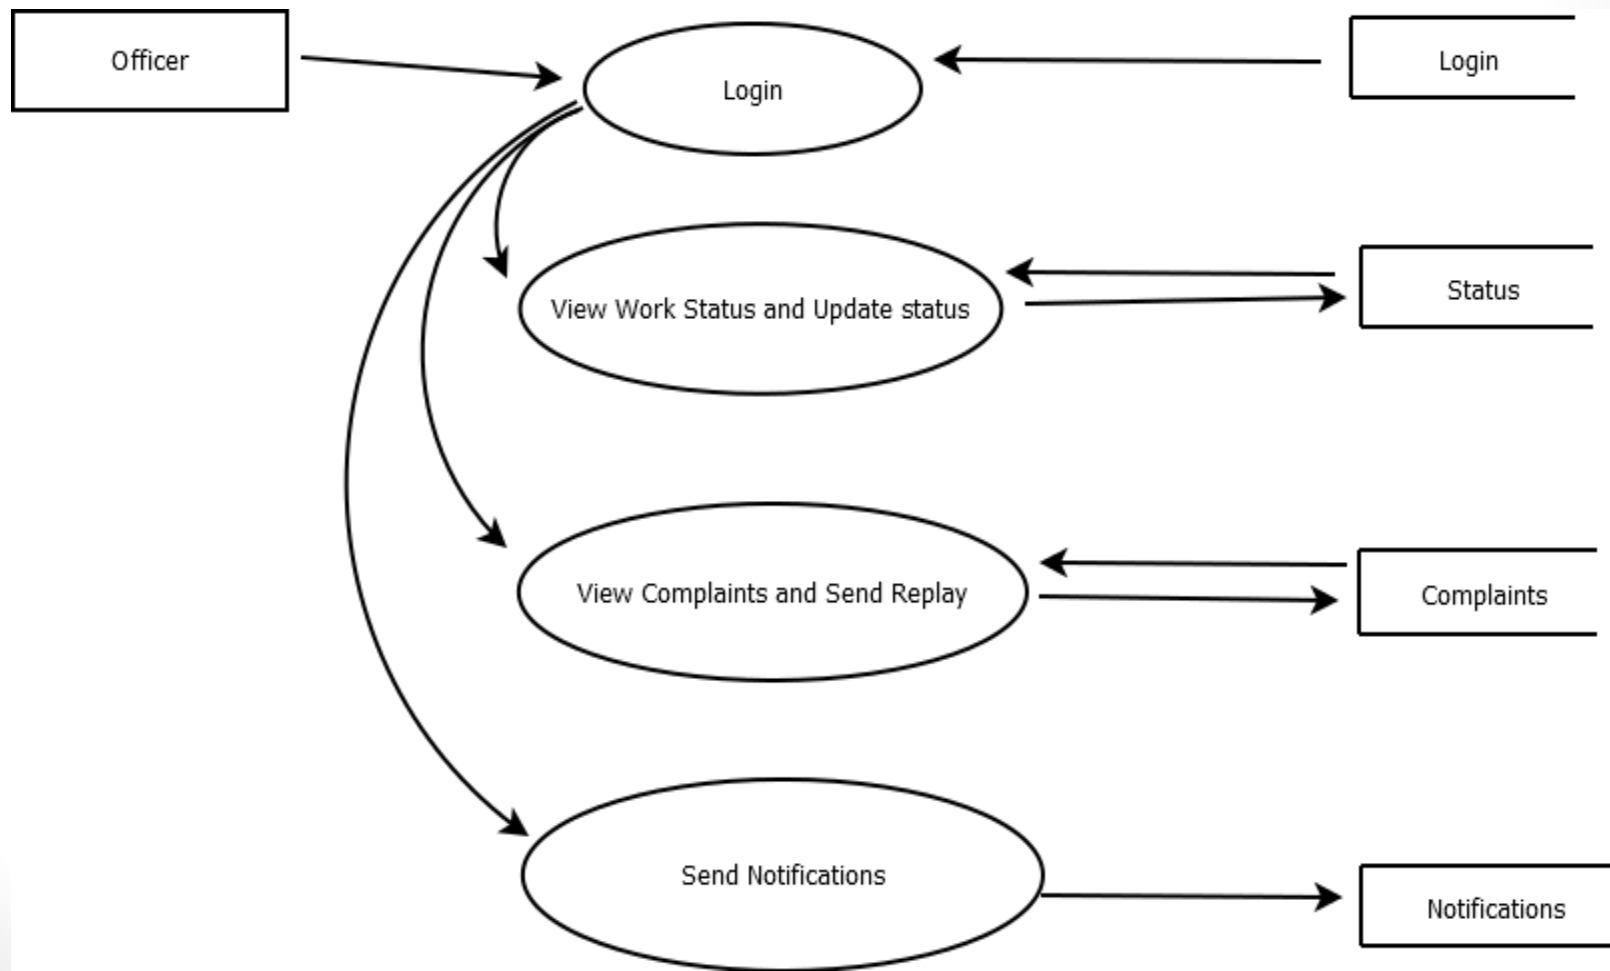 Officer
Login
Login
View Work Status and Update status
Status
View Complaints and Send Replay
Complaints
Send Notifications
Notifications